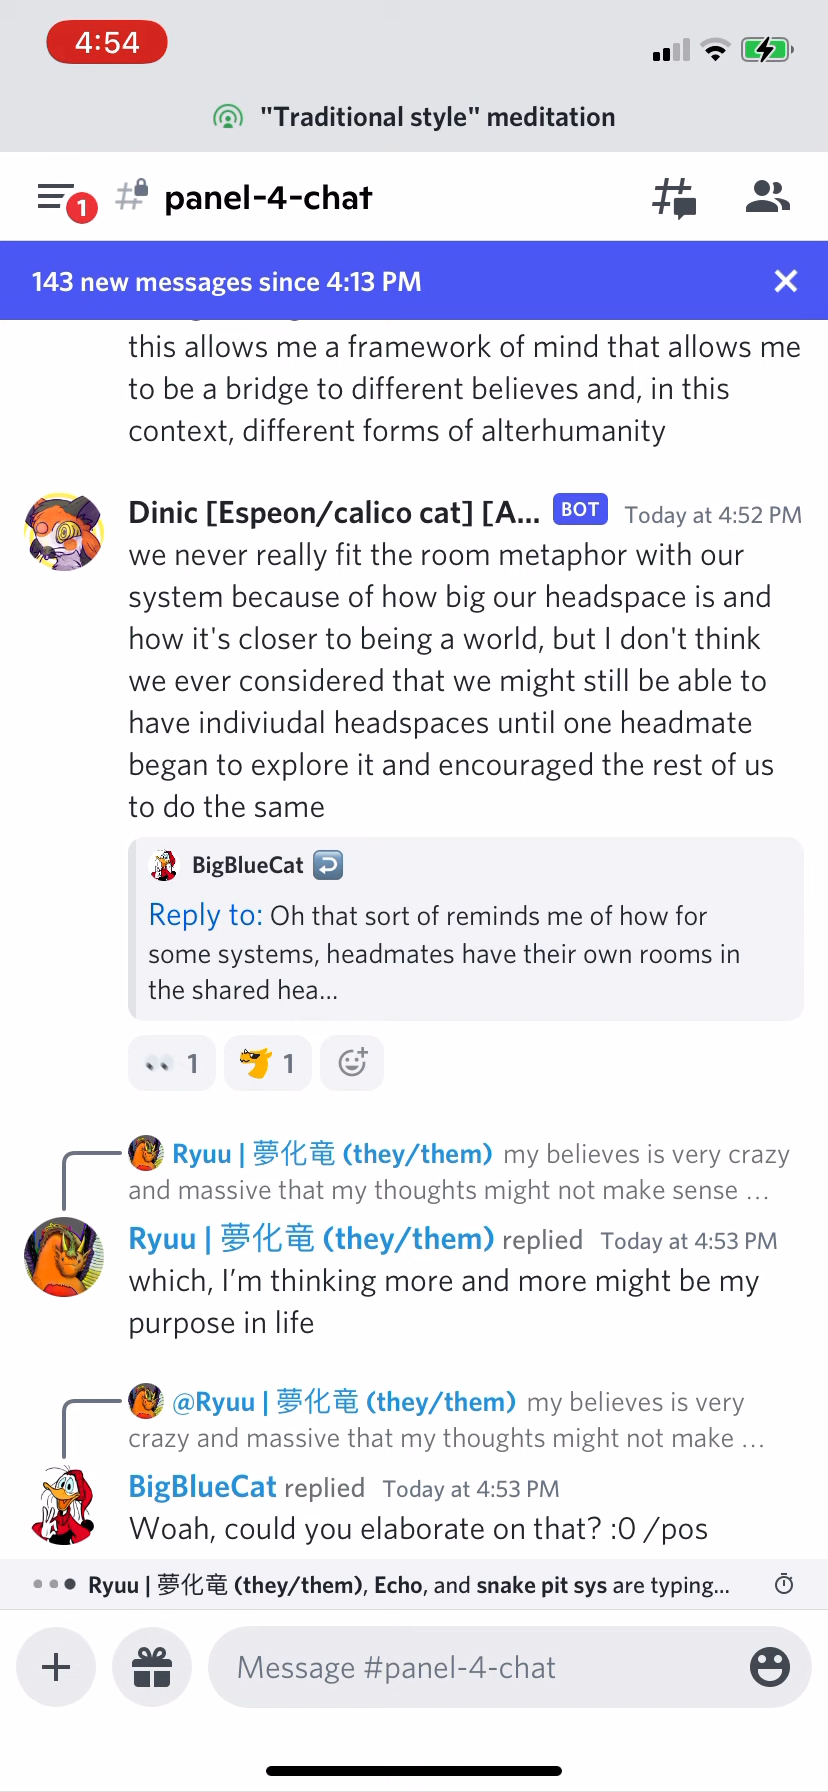 4:54
"Traditional style" meditation
1
panel-4-chat
143 new messages since 4:13 PM
this allows me a framework of mind that allows me
to be a bridge to different believes and, in this
context, different forms of alterhumanity
Dinic [Espeon/calico cat] [A... BOT Today at 4:52 PM
we never really fit the room metaphor with our
system because of how big our headspace is and
how it's closer to being a world, but I don't think
we ever considered that we might still be able to
have indiviudal headspaces until one headmate
began to explore it and encouraged the rest of us
to do the same
BigBlueCat
Reply to: Oh that sort of reminds me of how for
some systems, headmates have their own rooms in
the shared hea...
1 1
Ryuu | 夢化竜 (they/them) my believes is very crazy
and massive that my thoughts might not make sense ...
Ryuu | 夢化竜 (they/them) replied Today at 4:53 PM
which, I'm thinking more and more might be my
purpose in life
@Ryuu | 夢化竜 (they/them) my believes is very
crazy and massive that my thoughts might not make ...
BigBlueCat replied Today at 4:53 PM
Woah, could you elaborate on that? :0 /pos
Ryuu | 夢化竜 (they/them), Echo, and snake pit sys are typing...
Message #panel-4-chat